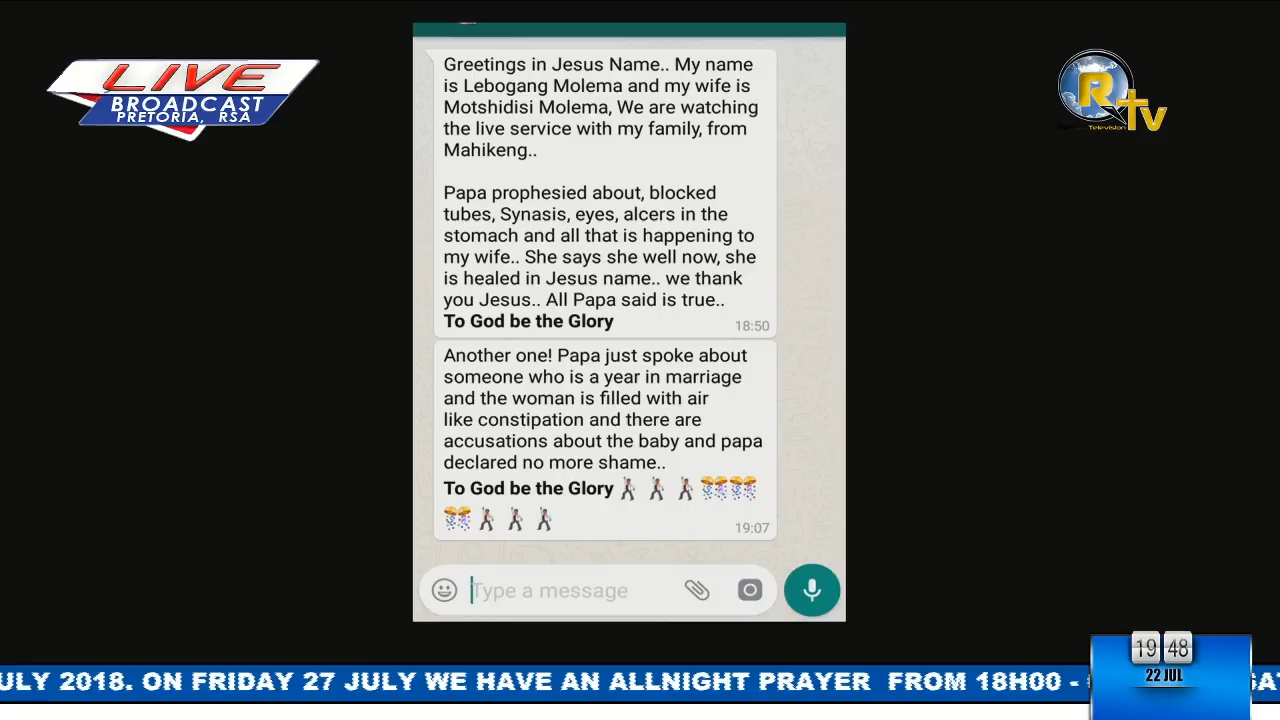 LIVE
BROADCAST
PRETORIA, RSA
R tv
Television
Greetings in Jesus Name.. My name
is Lebogang Molema and my wife is
Motshidisi Molema, We are watching
the live service with my family, from
Mahikeng..
Papa prophesied about, blocked
tubes, Synasis, eyes, alcers in the
stomach and all that is happening to
my wife.. She says she well now, she
is healed in Jesus name.. we thank
you Jesus.. All Papa said is true..
To God be the Glory
18:50
Another one! Papa just spoke about
someone who is a year in marriage
and the woman is filled with air
like constipation and there are
accusations about the baby and papa
declared no more shame..
To God be the Glory
19:07
Type a message
19 48
22 JUL
ULY 2018. ON FRIDAY 27 JULY WE HAVE AN ALLNIGHT PRAYER FROM 18H00 -